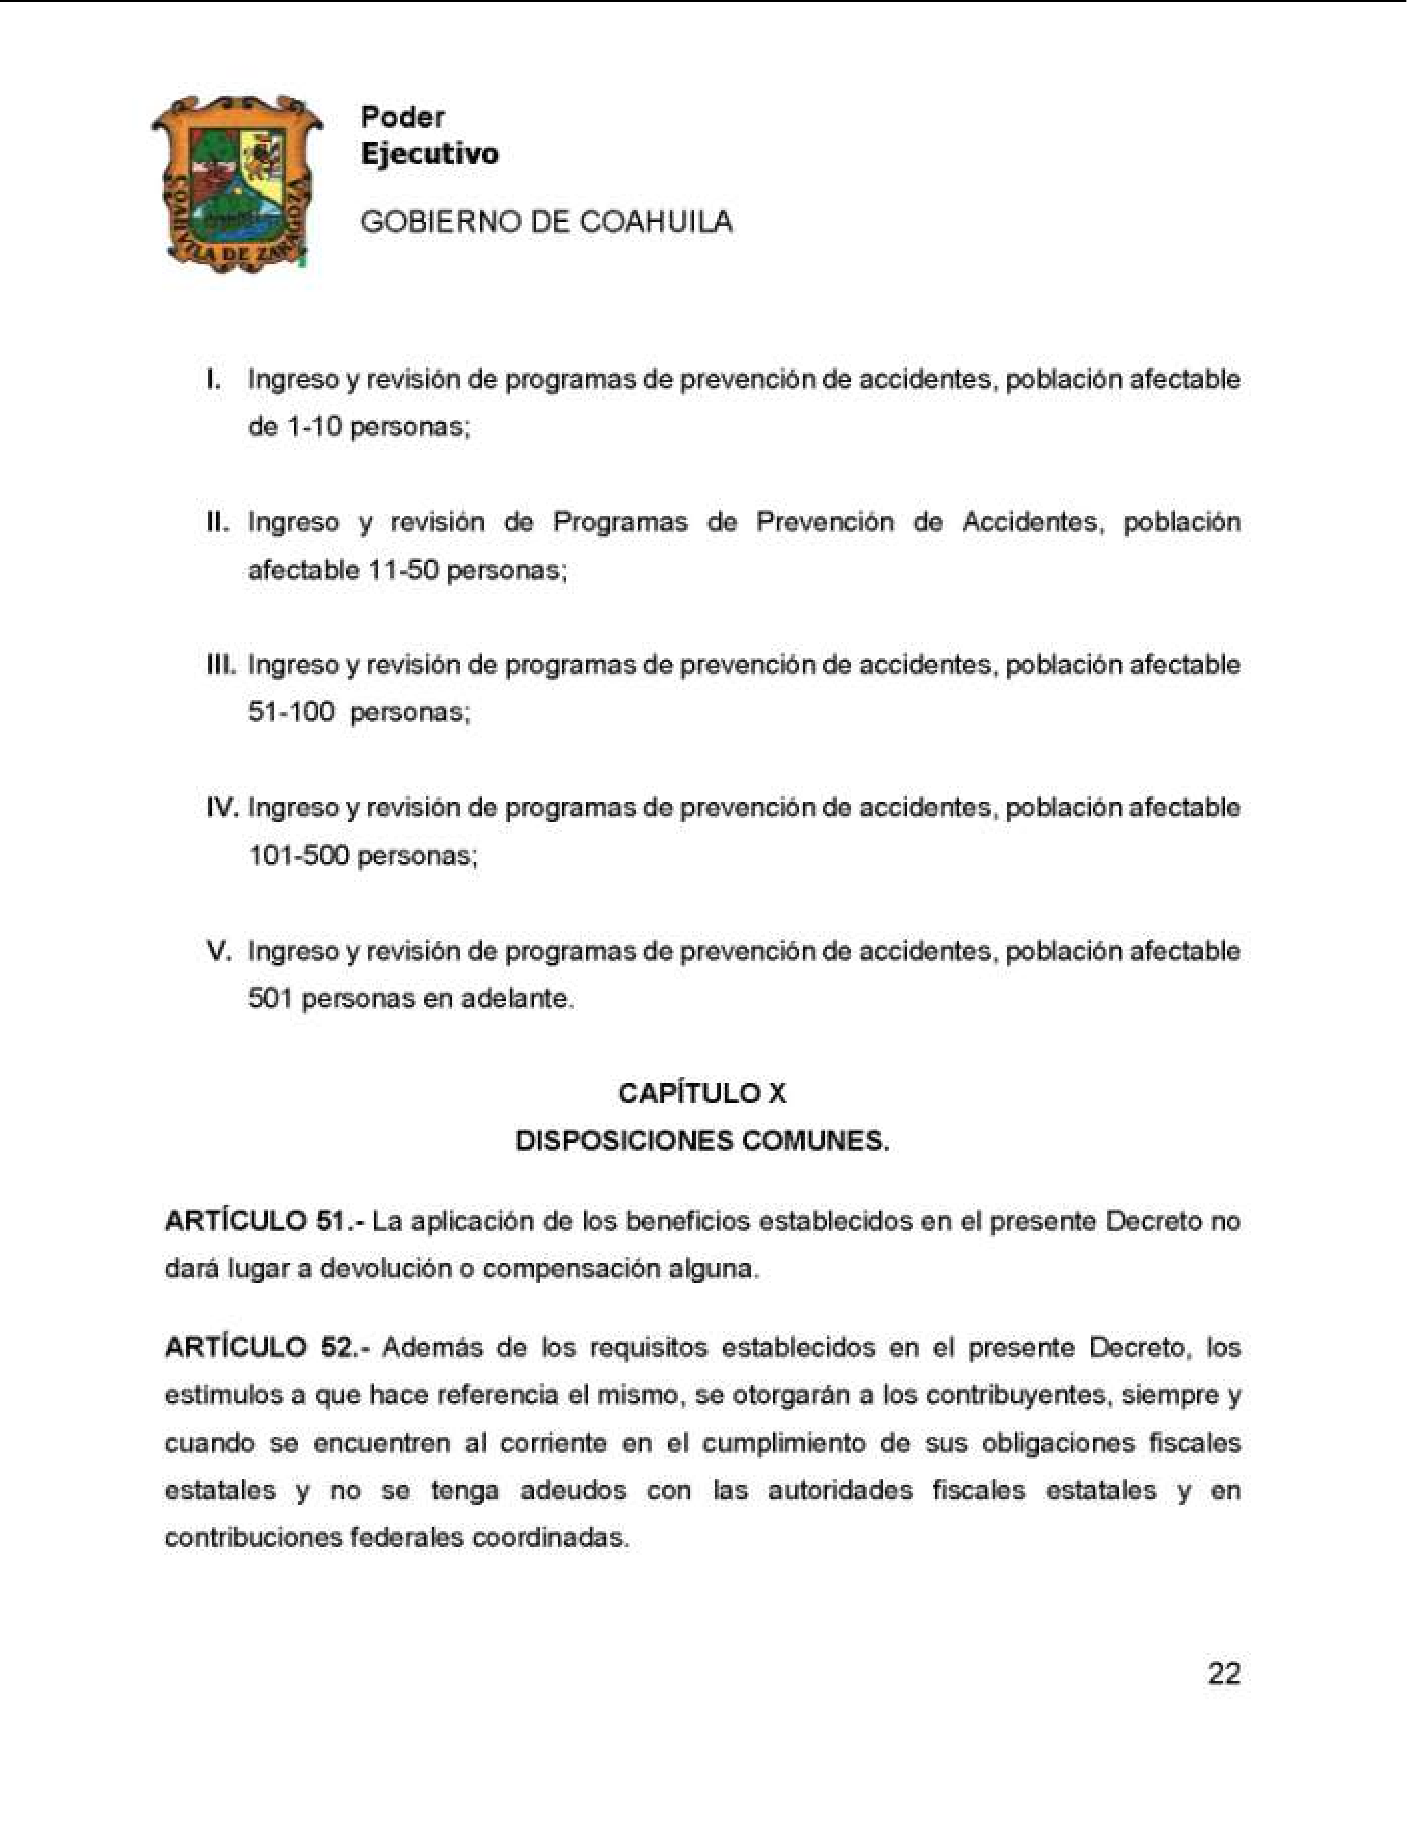 Poder
Ejecutivo
GOBIERNO DE COAHUILA
COAHVILA DE ZARAGOZA
I. Ingreso y revisión de programas de prevención de accidentes, población afectable
de 1-10 personas;
II. Ingreso y revisión de Programas de Prevención de Accidentes, población
afectable 11-50 personas;
III. Ingreso y revisión de programas de prevención de accidentes, población afectable
51-100 personas;
IV. Ingreso y revisión de programas de prevención de accidentes, población afectable
101-500 personas;
V. Ingreso y revisión de programas de prevención de accidentes, población afectable
501 personas en adelante.
CAPÍTULO X
DISPOSICIONES COMUNES.
ARTÍCULO 51.- La aplicación de los beneficios establecidos en el presente Decreto no
dará lugar a devolución o compensación alguna.
ARTÍCULO 52.- Además de los requisitos establecidos en el presente Decreto, los
estimulos a que hace referencia el mismo, se otorgarán a los contribuyentes, siempre y
cuando se encuentren al corriente en el cumplimiento de sus obligaciones fiscales
estatales y no se tenga adeudos con las autoridades fiscales estatales y en
contribuciones federales coordinadas.
22